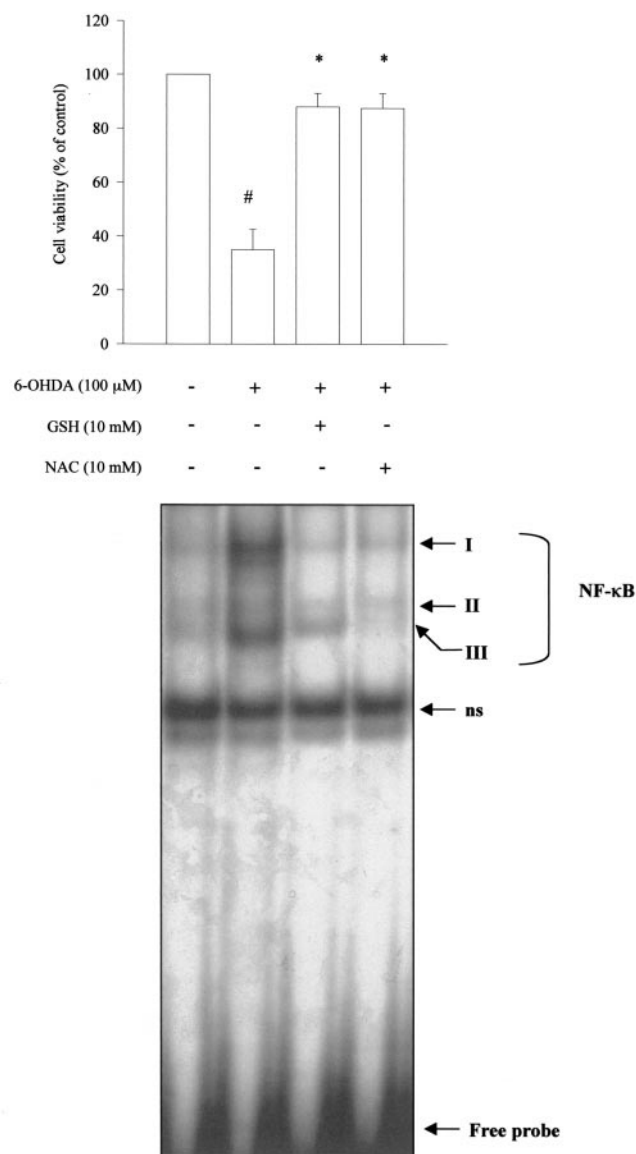 120
100
80
60
40
20
0
Cell viability (% of control)
#
* *
6-OHDA (100 μM) - + + +
GSH (10 mM) - - + -
NAC (10 mM) - - - +
I
II
III
NF-κB
ns
Free probe